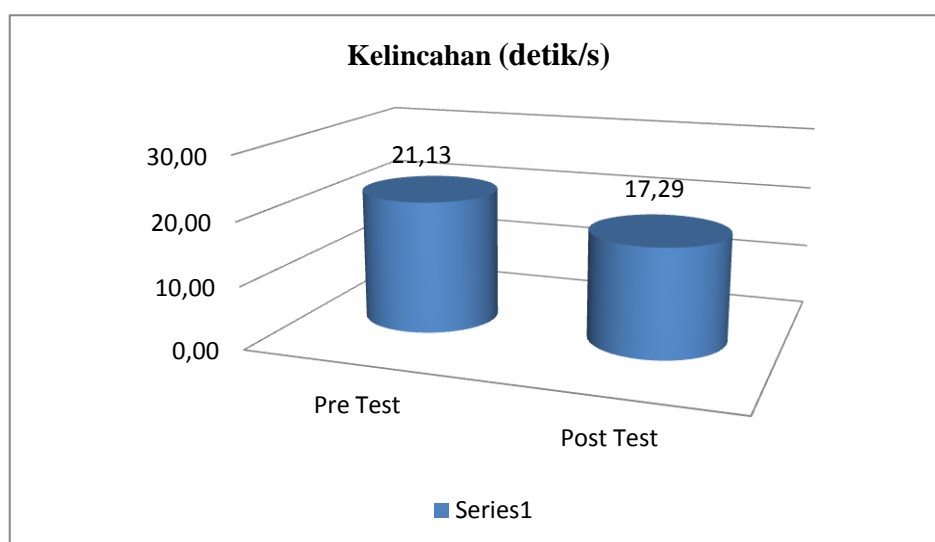 Kelincahan (detik/s)
30,00
20,00
10,00
0,00
21,13
17,29
Pre Test
Post Test
Series1